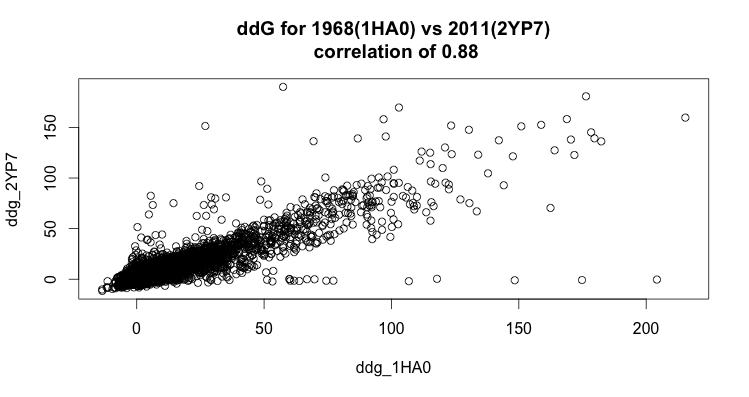 ddG for 1968(1HA0) vs 2011(2YP7)
correlation of 0.88
ddg_2YP7
150
100
50
0
0 50 100 150 200
ddg_1HA0